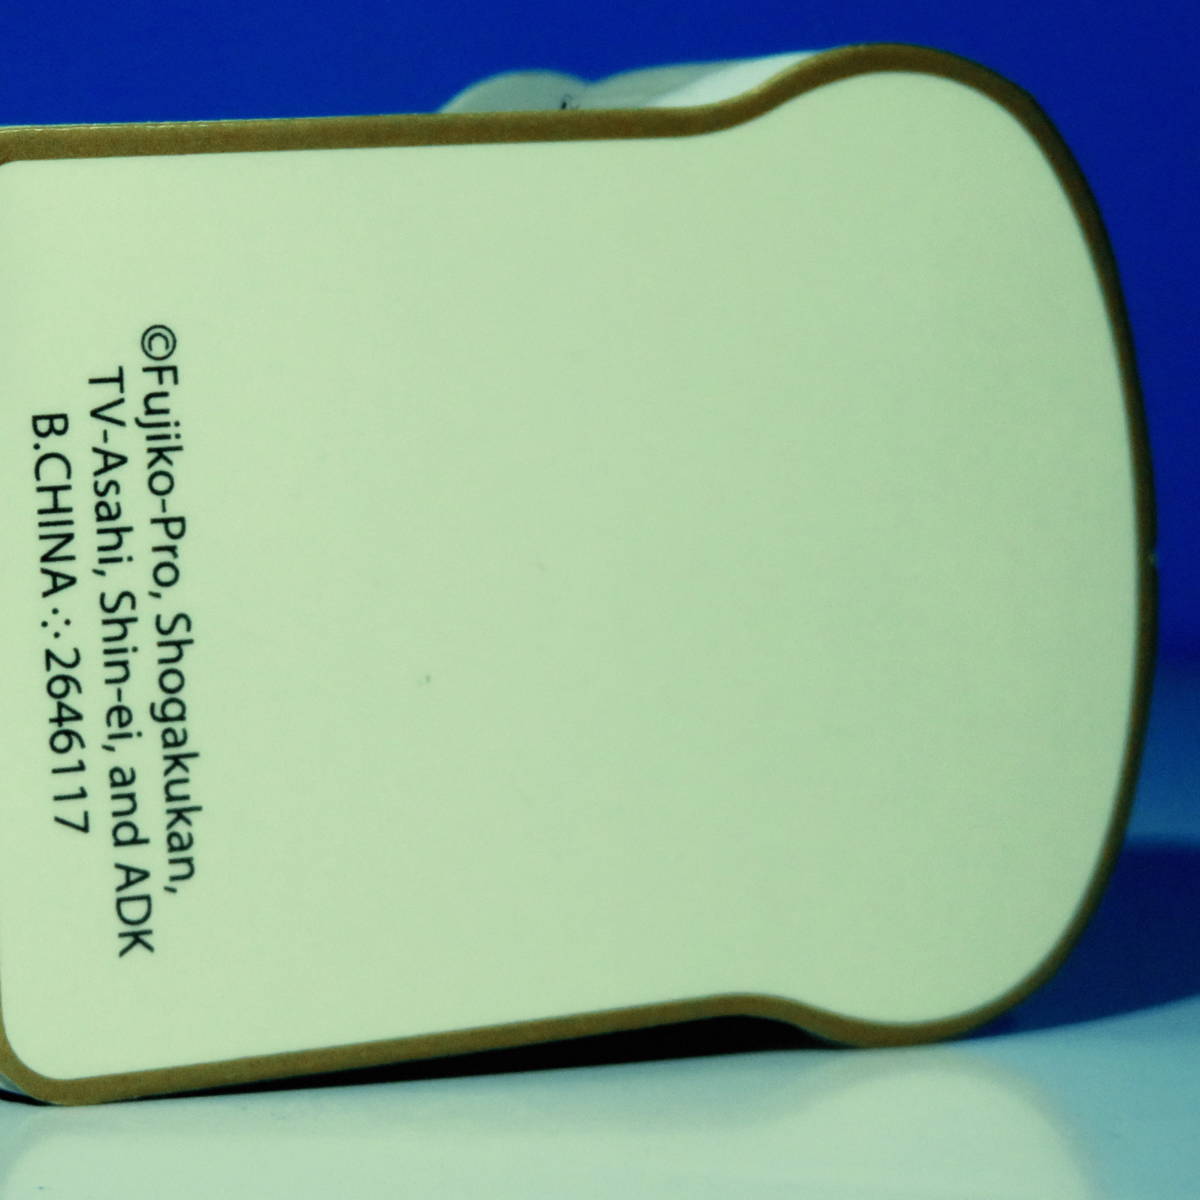 ©Fujiko-Pro, Shogakukan,
TV-Asahi, Shin-ei, and ADK
B.CHINA⁘2646117